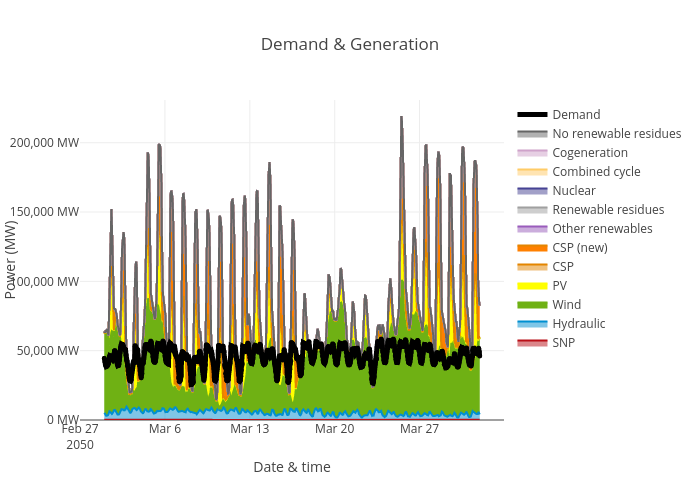 Demand & Generation
200,000 MW
150,000 MW
100,000 MW
50,000 MW
0 MW
Power (MW)
Feb 27
2050
Mar 6
Mar 13
Mar 20
Mar 27
Date & time
Demand
No renewable residues
Cogeneration
Combined cycle
Nuclear
Renewable residues
Other renewables
CSP (new)
CSP
PV
Wind
Hydraulic
SNP